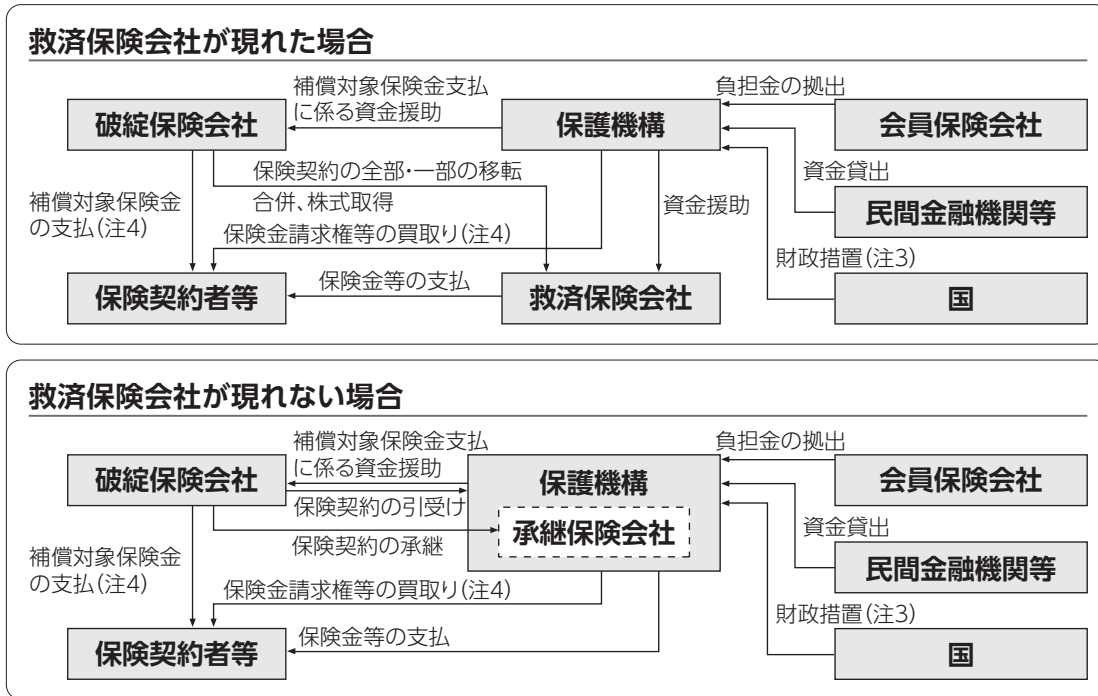 救済保険会社が現れた場合
補償対象保険金支払
に係る資金援助
負担金の拠出
破綻保険会社
保護機構
会員保険会社
保険契約の全部・一部の移転
合併、株式取得
資金貸出
補償対象保険金
の支払(注4)
資金援助
民間金融機関等
保険金請求権等の買取り(注4)
財政措置(注3)
保険金等の支払
保険契約者等
救済保険会社
国
救済保険会社が現れない場合
補償対象保険金支払
に係る資金援助
負担金の拠出
破綻保険会社
保護機構
会員保険会社
保険契約の引受け
承継保険会社
資金貸出
保険契約の承継
補償対象保険金
の支払(注4)
民間金融機関等
保険金請求権等の買取り(注4)
財政措置(注3)
保険金等の支払
保険契約者等
国